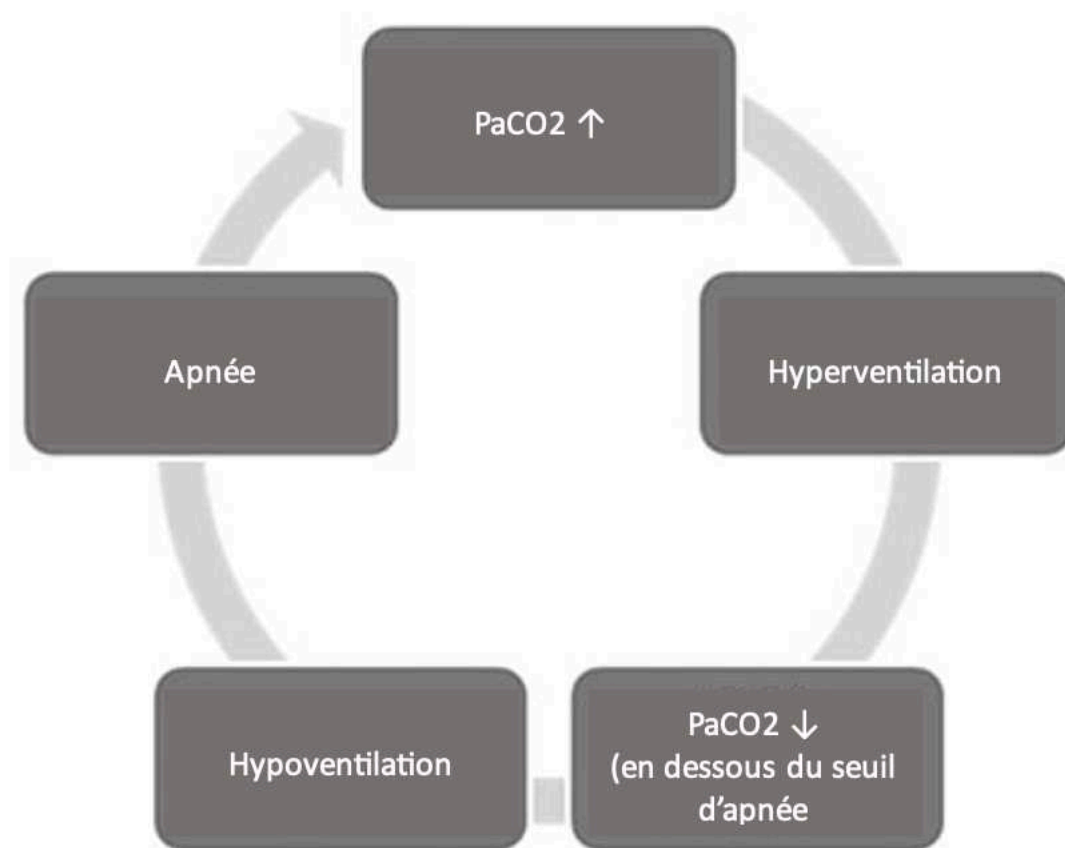 PaCO2 ↑
Hyperventilation
PaCO2 ↓
(en dessous du seuil
d'apnée
Hypoventilation
Apnée